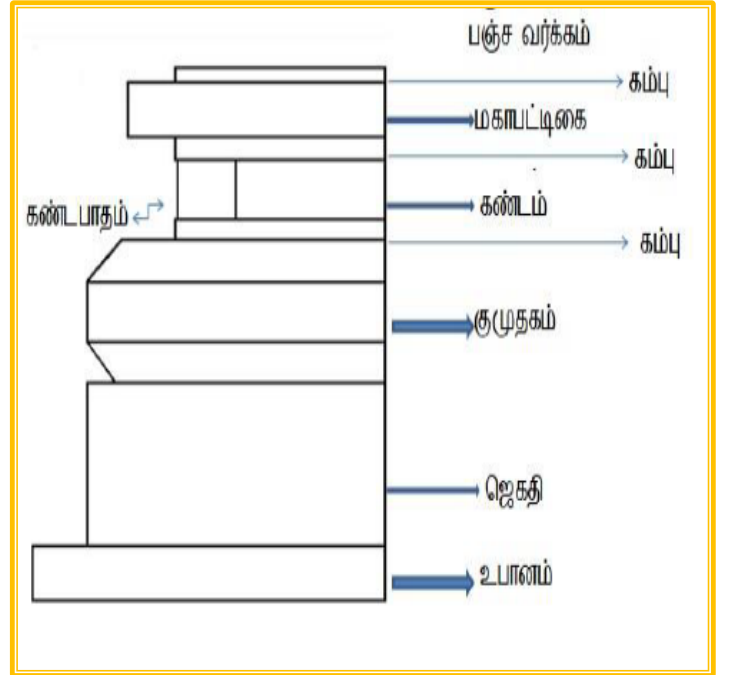 பஞ்ச வர்க்கம்
கம்பு
மகாபட்டிகை
கம்பு
கண்டபாதம்
கண்டம்
கம்பு
குமுதகம்
ஜெகதி
உபானம்